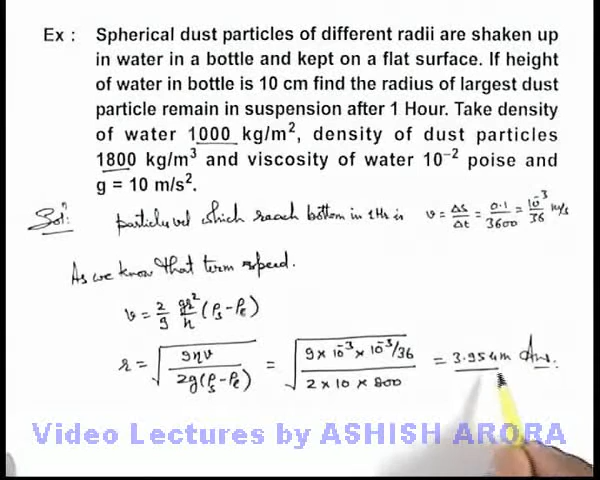 Ex : Spherical dust particles of different radii are shaken up
in water in a bottle and kept on a flat surface. If height
of water in bottle is 10 cm find the radius of largest dust
particle remain in suspension after 1 Hour. Take density
of water 1000 kg/m², density of dust particles
1800 kg/m³ and viscosity of water 10⁻² poise and
g = 10 m/s².
Solⁿ: particle vel which reach bottom in 1Hr is v = Δs/Δt = 0.1/3600 = 10⁻³/36 m/s
As we know that term speed.
v = 2/9 gr²/η (ρs - ρe)
r = √(9ηv / 2g(ρs - ρe)) = √(9 × 10⁻³ × 10⁻³/36 / 2 × 10 × 800) = 3.95 μm Ans.
Video Lectures by ASHISH ARORA